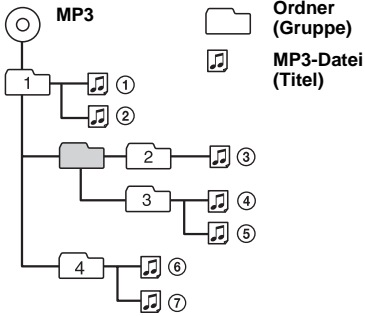 MP3
Ordner
(Gruppe)
MP3-Datei
(Titel)
1
①
②
2
③
3
④
⑤
4
⑥
⑦